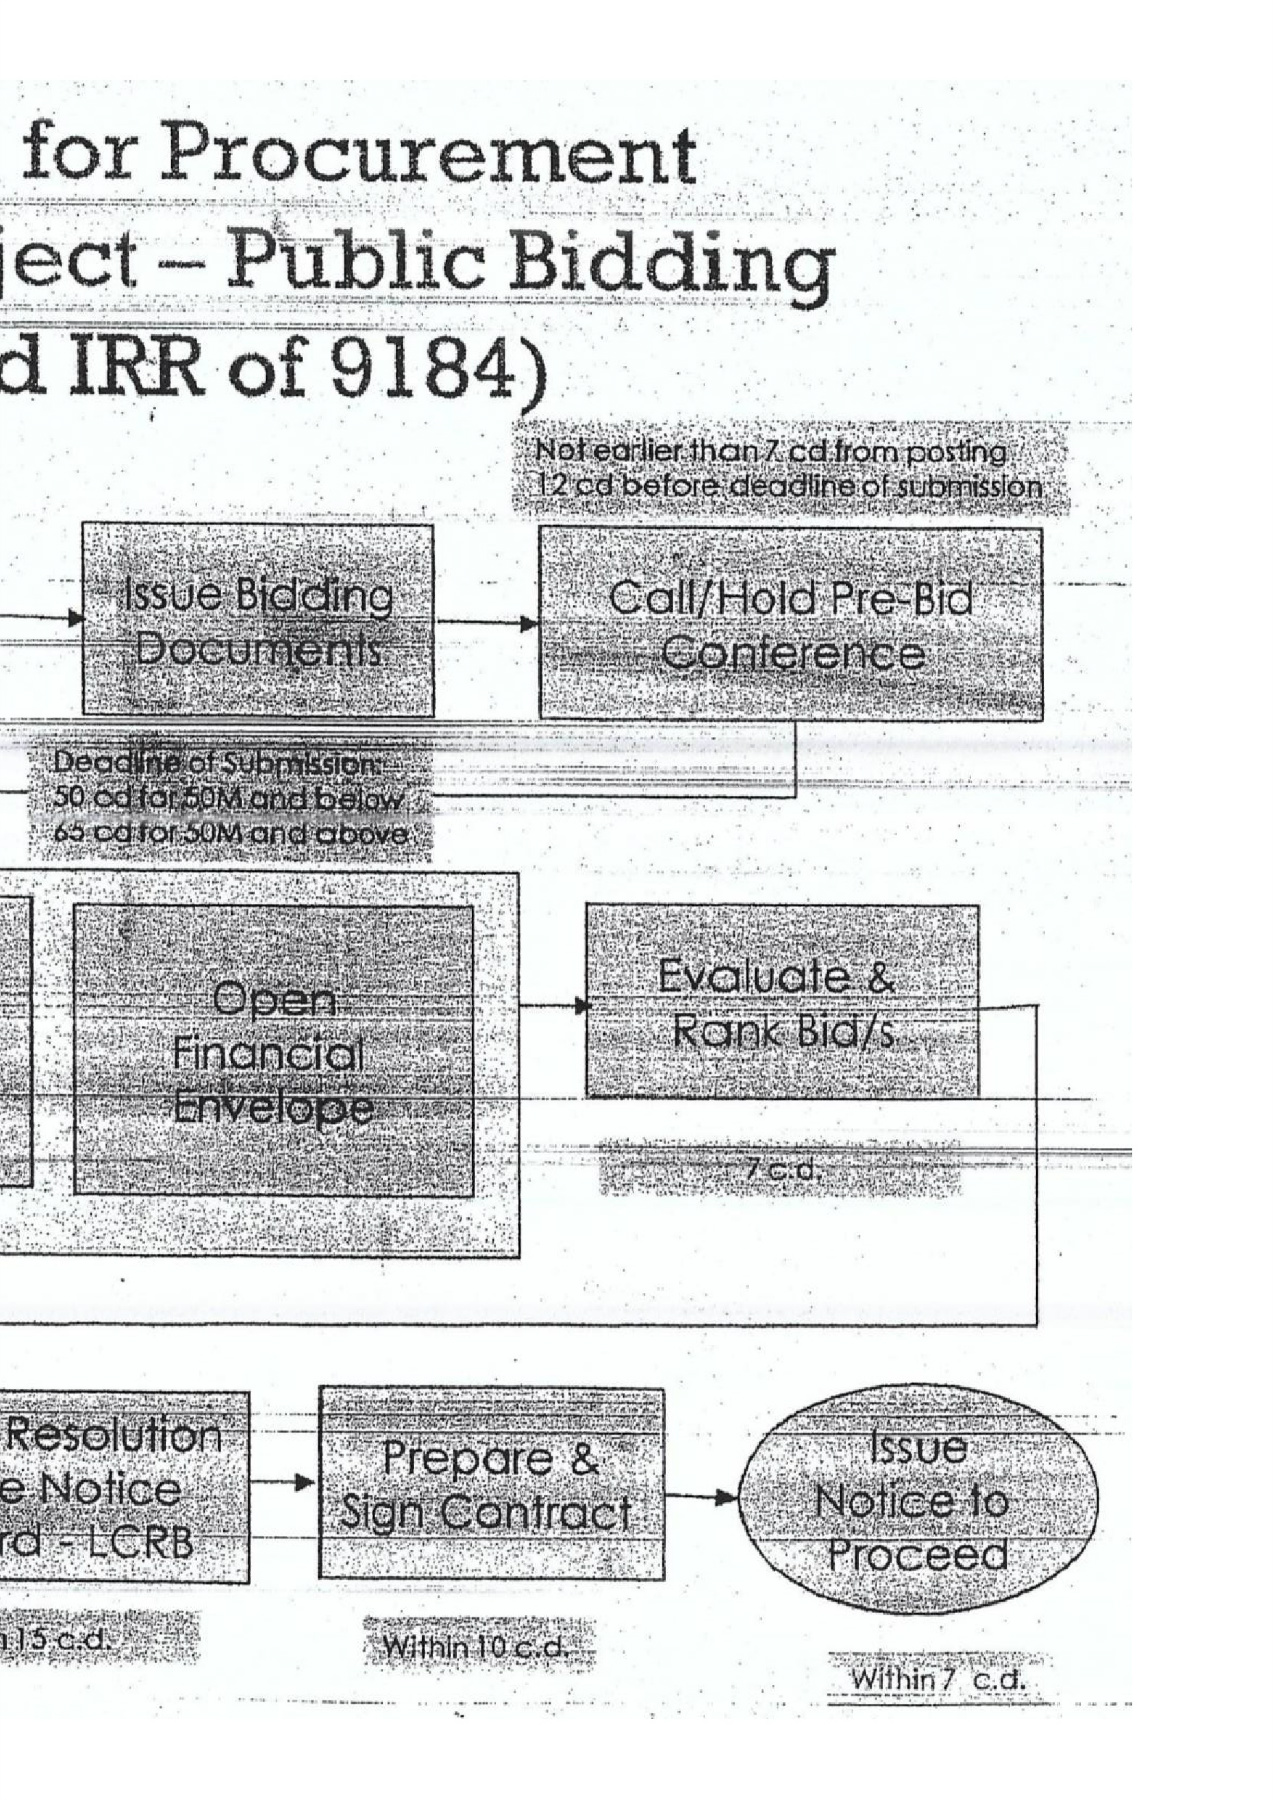 for Procurement
ject – Public Bidding
d IRR of 9184)
Not earlier than 7 cd from posting
12 cd before deadline of submission
Issue Bidding
Documents
Call/Hold Pre-Bid
Conference
Deadline of Submission:
50 cd for 50M and below
65 cd for 50M and above
Open
Financial
Envelope
Evaluate &
Rank Bid/s
7 c.d.
Resolution
e Notice
rd - LCRB
Prepare &
Sign Contract
Issue
Notice to
Proceed
n 15 c.d.
Within 10 c.d.
Within 7 c.d.